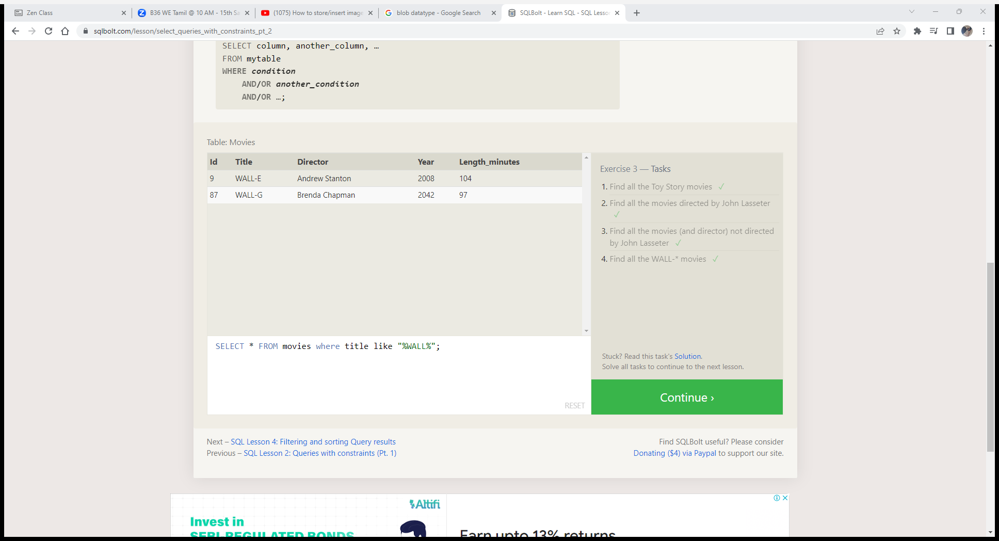 Zen Class
B36 WE Tamil @ 10 AM - 15th Sa
(1075) How to store/insert image
blob datatype - Google Search
SQLBolt - Learn SQL - SQL Lesso
sqlbolt.com/lesson/select_queries_with_constraints_pt_2
SELECT column, another_column, …
FROM mytable
WHERE condition
AND/OR another_condition
AND/OR …;
Table: Movies
Id Title Director Year Length_minutes
9 WALL-E Andrew Stanton 2008 104
87 WALL-G Brenda Chapman 2042 97
SELECT * FROM movies where title like "%WALL%";
RESET
Exercise 3 — Tasks
1. Find all the Toy Story movies ✓
2. Find all the movies directed by John Lasseter
✓
3. Find all the movies (and director) not directed
by John Lasseter ✓
4. Find all the WALL-* movies ✓
Stuck? Read this task's Solution.
Solve all tasks to continue to the next lesson.
Continue ›
Next – SQL Lesson 4: Filtering and sorting Query results
Previous – SQL Lesson 2: Queries with constraints (Pt. 1)
Find SQLBolt useful? Please consider
Donating ($4) via Paypal to support our site.
Altifi
Invest in
SEBI-REGULATED BONDS
Earn upto 13% returns